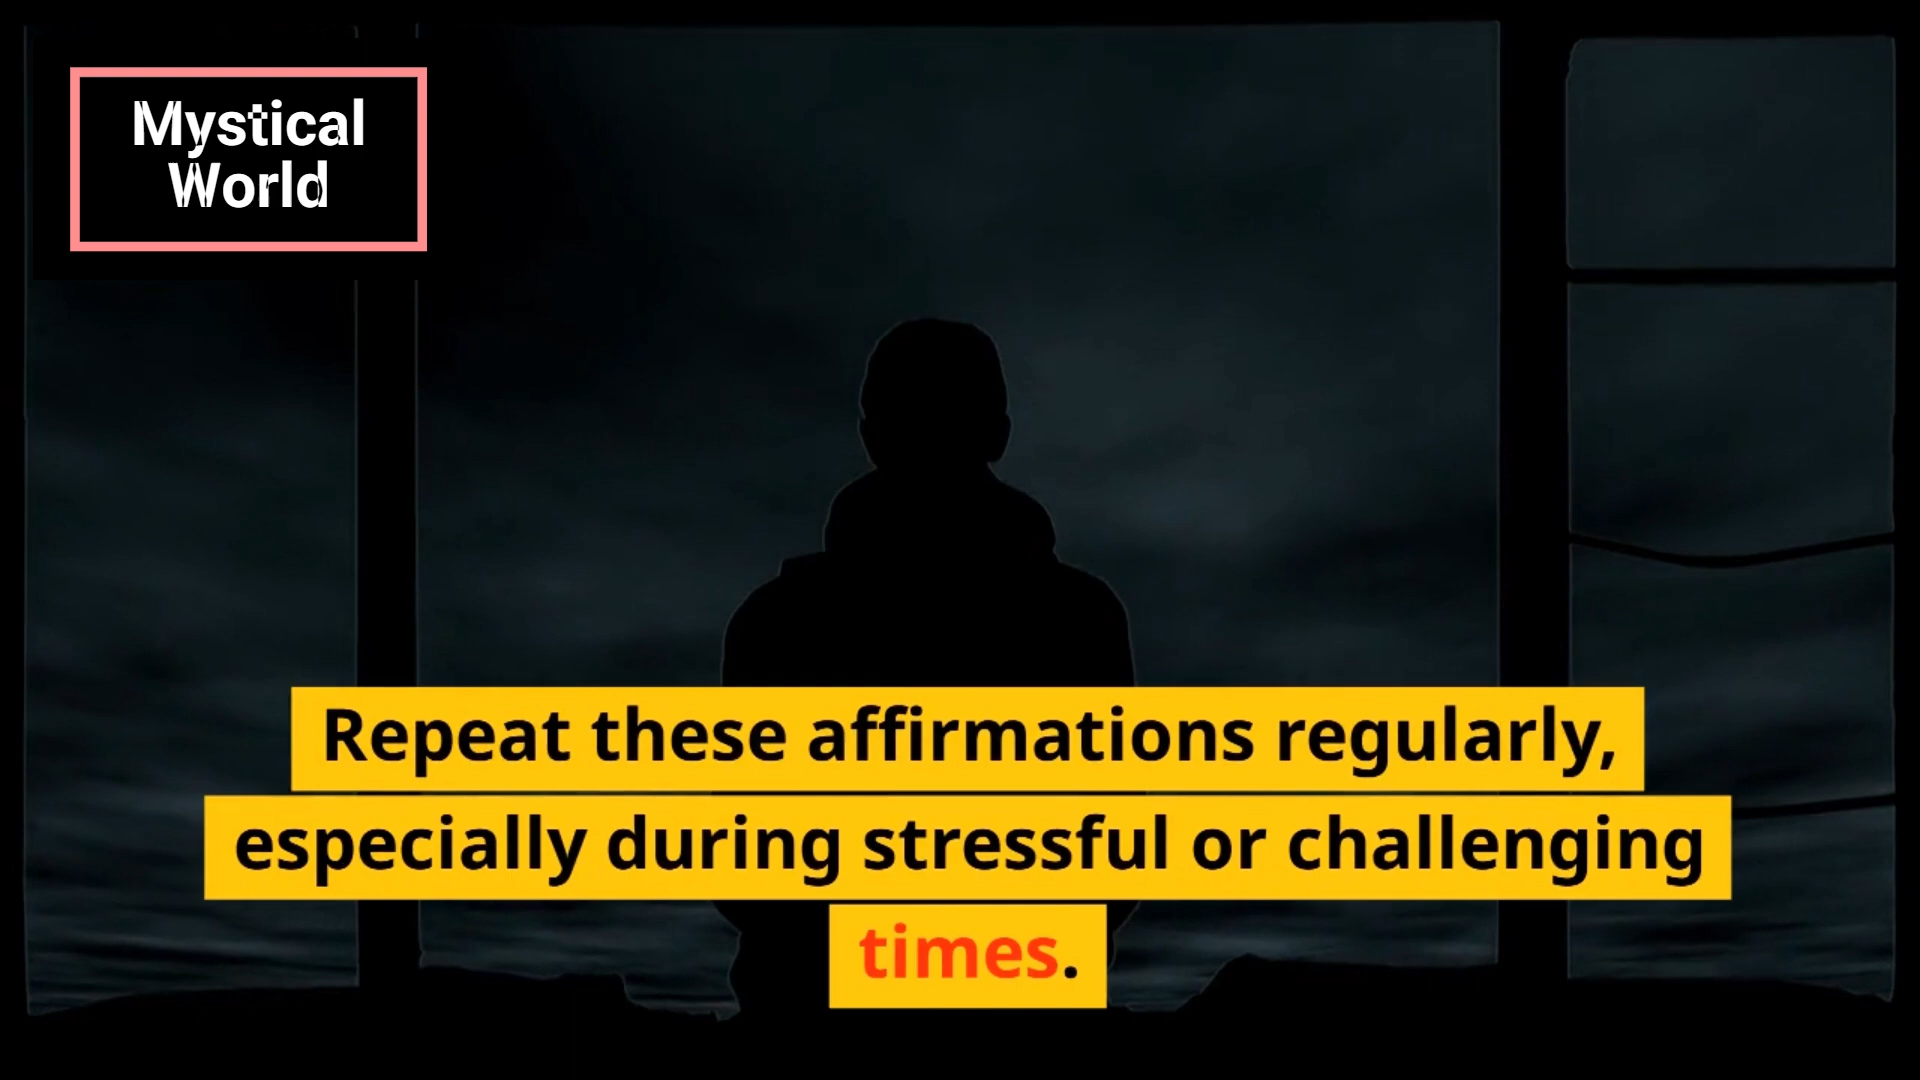 Mystical
World
Repeat these affirmations regularly,
especially during stressful or challenging
times.